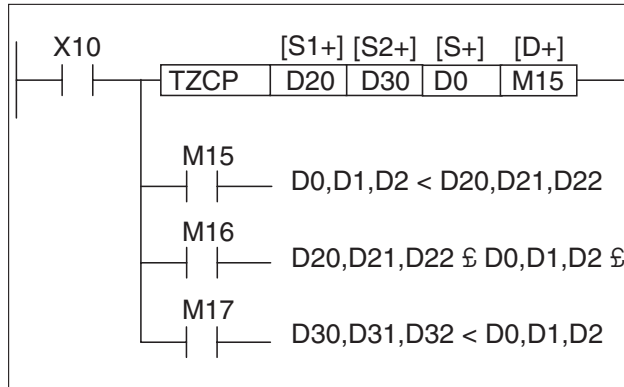 X10
[S1+] [S2+] [S+] [D+]
TZCP D20 D30 D0 M15
M15
D0,D1,D2 < D20,D21,D22
M16
D20,D21,D22 £ D0,D1,D2 £
M17
D30,D31,D32 < D0,D1,D2